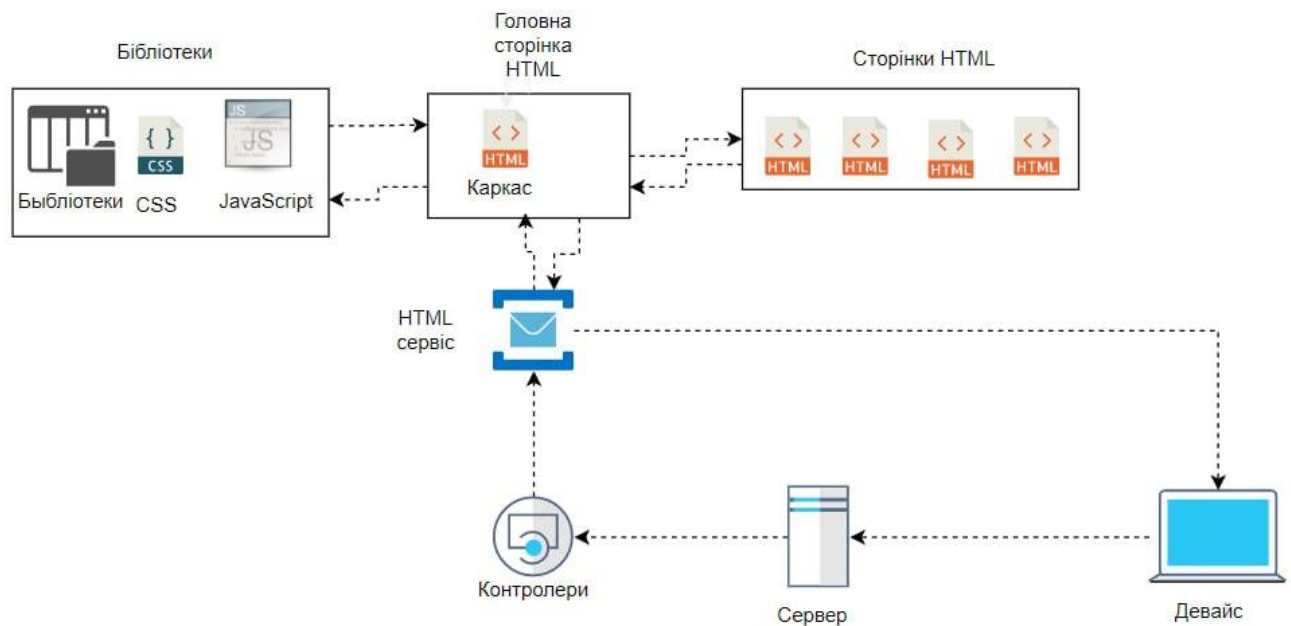 Бібліотеки
Головна
сторінка
HTML
Сторінки HTML
{ }
CSS
JS
JS
< >
HTML
< >
HTML
< >
HTML
< >
HTML
< >
HTML
Быбліотеки
CSS
JavaScript
Каркас
HTML
сервіс
Контролери
Сервер
Девайс